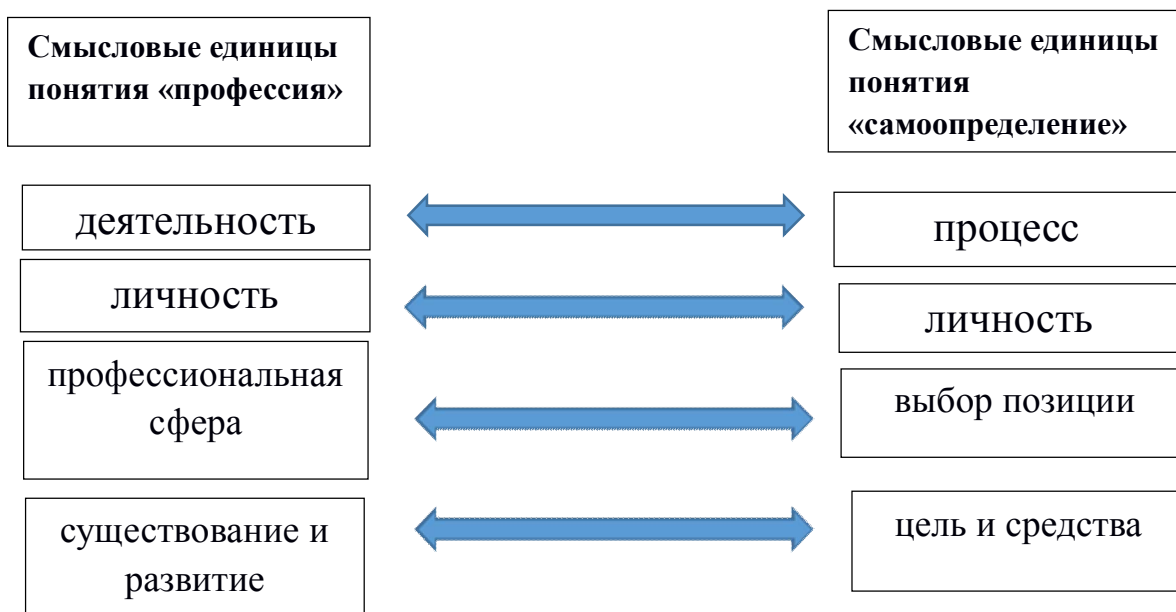 Смысловые единицы
понятия «профессия»
Смысловые единицы
понятия
«самоопределение»
деятельность
процесс
личность
личность
профессиональная
сфера
выбор позиции
существование и
развитие
цель и средства